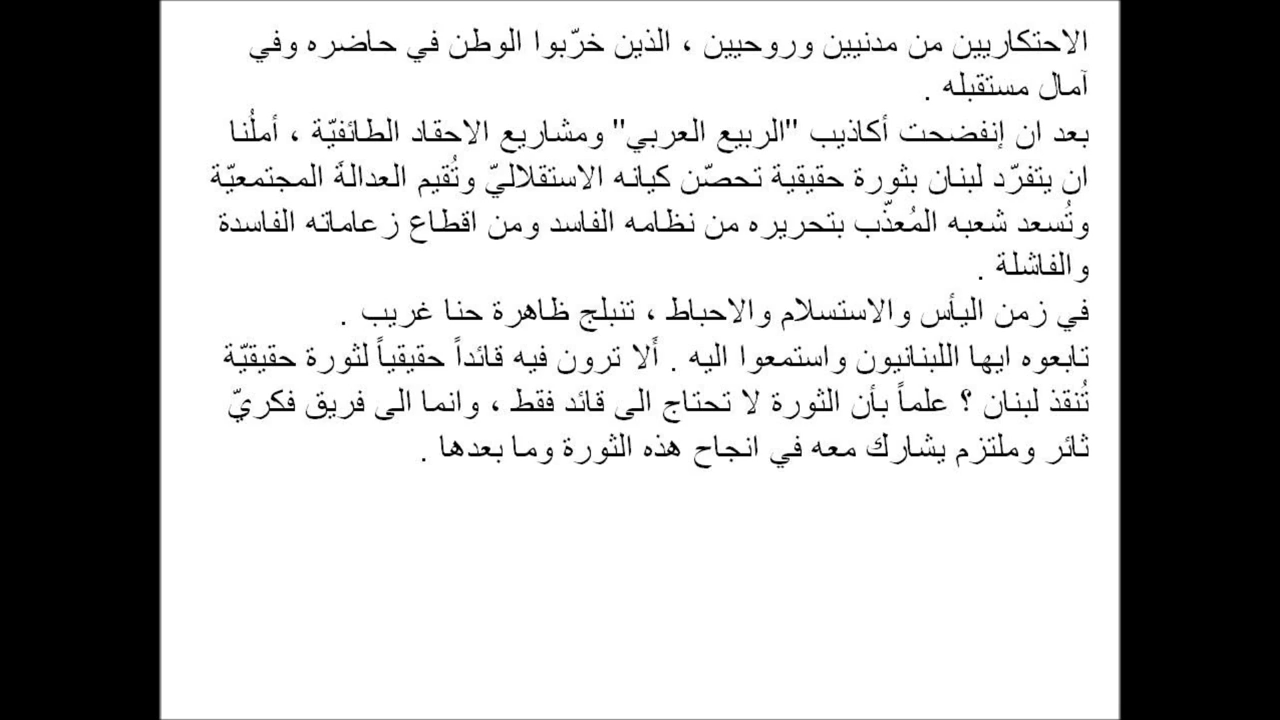 الاحتكاريين من مدنيين وروحيين ، الذين خرّبوا الوطن في حاضره وفي
آمال مستقبله .
بعد ان إنفضحت أكاذيب "الربيع العربي" ومشاريع الاحقاد الطائفيّة ، أملُنا
ان يتفرّد لبنان بثورة حقيقية تحصّن كيانه الاستقلاليّ وتُقيم العدالةَ المجتمعيّة
وتُسعد شعبه المُعذّب بتحريره من نظامه الفاسد ومن اقطاع زعاماته الفاسدة
والفاشلة .
في زمن اليأس والاستسلام والاحباط ، تنبلج ظاهرة حنا غريب .
تابعوه ايها اللبنانيون واستمعوا اليه . أَلا ترون فيه قائداً حقيقياً لثورة حقيقيّة
تُنقذ لبنان ؟ علماً بأن الثورة لا تحتاج الى قائد فقط ، وانما الى فريق فكريّ
ثائر وملتزم يشارك معه في انجاح هذه الثورة وما بعدها .